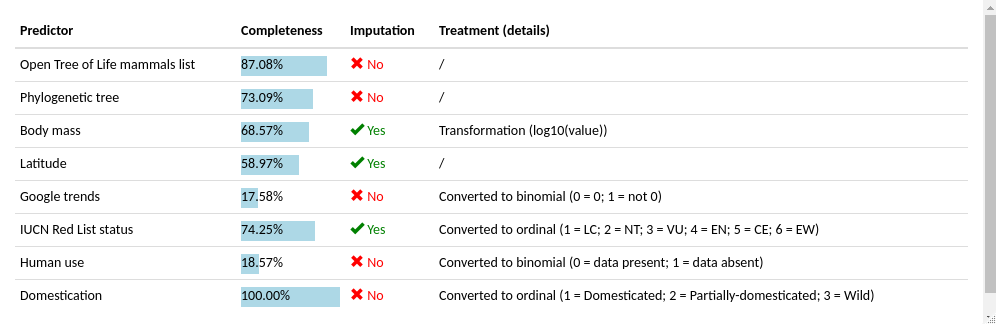 Predictor Completeness Imputation Treatment (details)
Open Tree of Life mammals list 87.08% No /
Phylogenetic tree 73.09% No /
Body mass 68.57% Yes Transformation (log10(value))
Latitude 58.97% Yes /
Google trends 17.58% No Converted to binomial (0 = 0; 1 = not 0)
IUCN Red List status 74.25% Yes Converted to ordinal (1 = LC; 2 = NT; 3 = VU; 4 = EN; 5 = CE; 6 = EW)
Human use 18.57% No Converted to binomial (0 = data present; 1 = data absent)
Domestication 100.00% No Converted to ordinal (1 = Domesticated; 2 = Partially-domesticated; 3 = Wild)